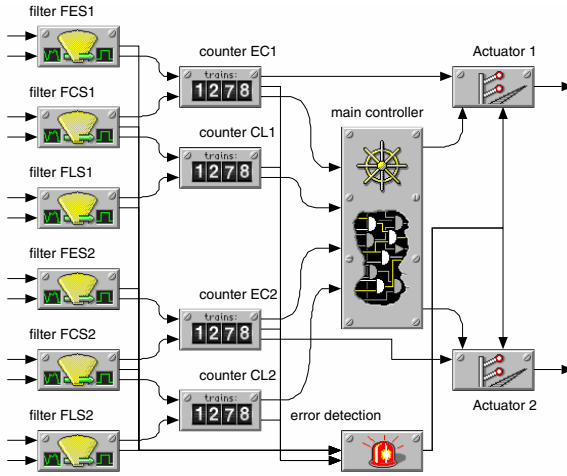 filter FES1
counter EC1
Actuator 1
trains:
1278
filter FCS1
main controller
counter CL1
trains:
1278
filter FLS1
filter FES2
counter EC2
trains:
1278
filter FCS2
counter CL2
trains:
1278
Actuator 2
filter FLS2
error detection